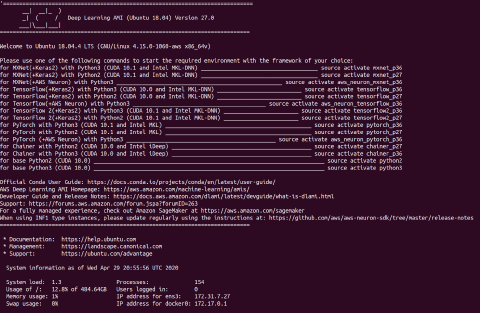 Deep Learning AMI (Ubuntu 18.04) Version 27.0
Welcome to Ubuntu 18.04.4 LTS (GNU/Linux 4.15.0-1060-aws x86_64v)
Please use one of the following commands to start the required environment with the framework of your choice:
for MXNet(+Keras2) with Python3 (CUDA 10.1 and Intel MKL-DNN) source activate mxnet_p36
for MXNet(+Keras2) with Python2 (CUDA 10.1 and Intel MKL-DNN) source activate mxnet_p27
for MXNet(+AWS Neuron) with Python3 source activate aws_neuron_mxnet_p36
for TensorFlow(+Keras2) with Python3 (CUDA 10.0 and Intel MKL-DNN) source activate tensorflow_p36
for TensorFlow(+Keras2) with Python2 (CUDA 10.0 and Intel MKL-DNN) source activate tensorflow_p27
for TensorFlow(+AWS Neuron) with Python3 source activate aws_neuron_tensorflow_p36
for TensorFlow 2(+Keras2) with Python3 (CUDA 10.1 and Intel MKL-DNN) source activate tensorflow2_p36
for TensorFlow 2(+Keras2) with Python2 (CUDA 10.1 and Intel MKL-DNN) source activate tensorflow2_p27
for PyTorch with Python3 (CUDA 10.1 and Intel MKL) source activate pytorch_p36
for PyTorch with Python2 (CUDA 10.1 and Intel MKL) source activate pytorch_p27
for PyTorch (+AWS Neuron) with Python3 source activate aws_neuron_pytorch_p36
for Chainer with Python2 (CUDA 10.0 and Intel iDeep) source activate chainer_p27
for Chainer with Python3 (CUDA 10.0 and Intel iDeep) source activate chainer_p36
for base Python2 (CUDA 10.0) source activate python2
for base Python3 (CUDA 10.0) source activate python3
Official Conda User Guide: https://docs.conda.io/projects/conda/en/latest/user-guide/
AWS Deep Learning AMI Homepage: https://aws.amazon.com/machine-learning/amis/
Developer Guide and Release Notes: https://docs.aws.amazon.com/dlami/latest/devguide/what-is-dlami.html
Support: https://forums.aws.amazon.com/forum.jspa?forumID=263
For a fully managed experience, check out Amazon SageMaker at https://aws.amazon.com/sagemaker
When using INF1 type instances, please update regularly using the instructions at: https://github.com/aws/aws-neuron-sdk/tree/master/release-notes
* Documentation: https://help.ubuntu.com
* Management: https://landscape.canonical.com
* Support: https://ubuntu.com/advantage
System information as of Wed Apr 29 20:55:56 UTC 2020
System load: 1.3 Processes: 154
Usage of /: 12.8% of 484.64GB Users logged in: 0
Memory usage: 1% IP address for ens3: 172.31.7.27
Swap usage: 0% IP address for docker0: 172.17.0.1